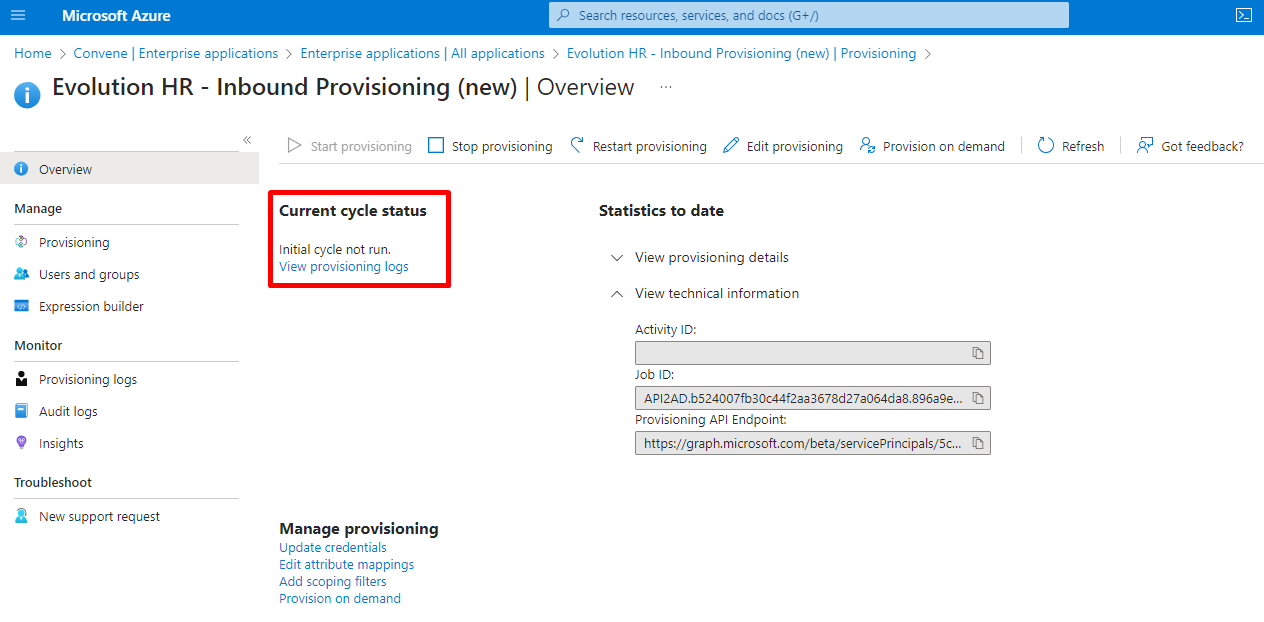 Microsoft Azure
Search resources, services, and docs (G+/)
Home > Convene | Enterprise applications > Enterprise applications | All applications > Evolution HR - Inbound Provisioning (new) | Provisioning >
Evolution HR - Inbound Provisioning (new) | Overview ...
Start provisioning Stop provisioning Restart provisioning Edit provisioning Provision on demand Refresh Got feedback?
Overview
Manage
Provisioning
Users and groups
Expression builder
Monitor
Provisioning logs
Audit logs
Insights
Troubleshoot
New support request
Current cycle status
Initial cycle not run.
View provisioning logs
Statistics to date
View provisioning details
View technical information
Activity ID:
Job ID:
API2AD.b524007fb30c44f2aa3678d27a064da8.896a9e...
Provisioning API Endpoint:
https://graph.microsoft.com/beta/servicePrincipals/5c...
Manage provisioning
Update credentials
Edit attribute mappings
Add scoping filters
Provision on demand